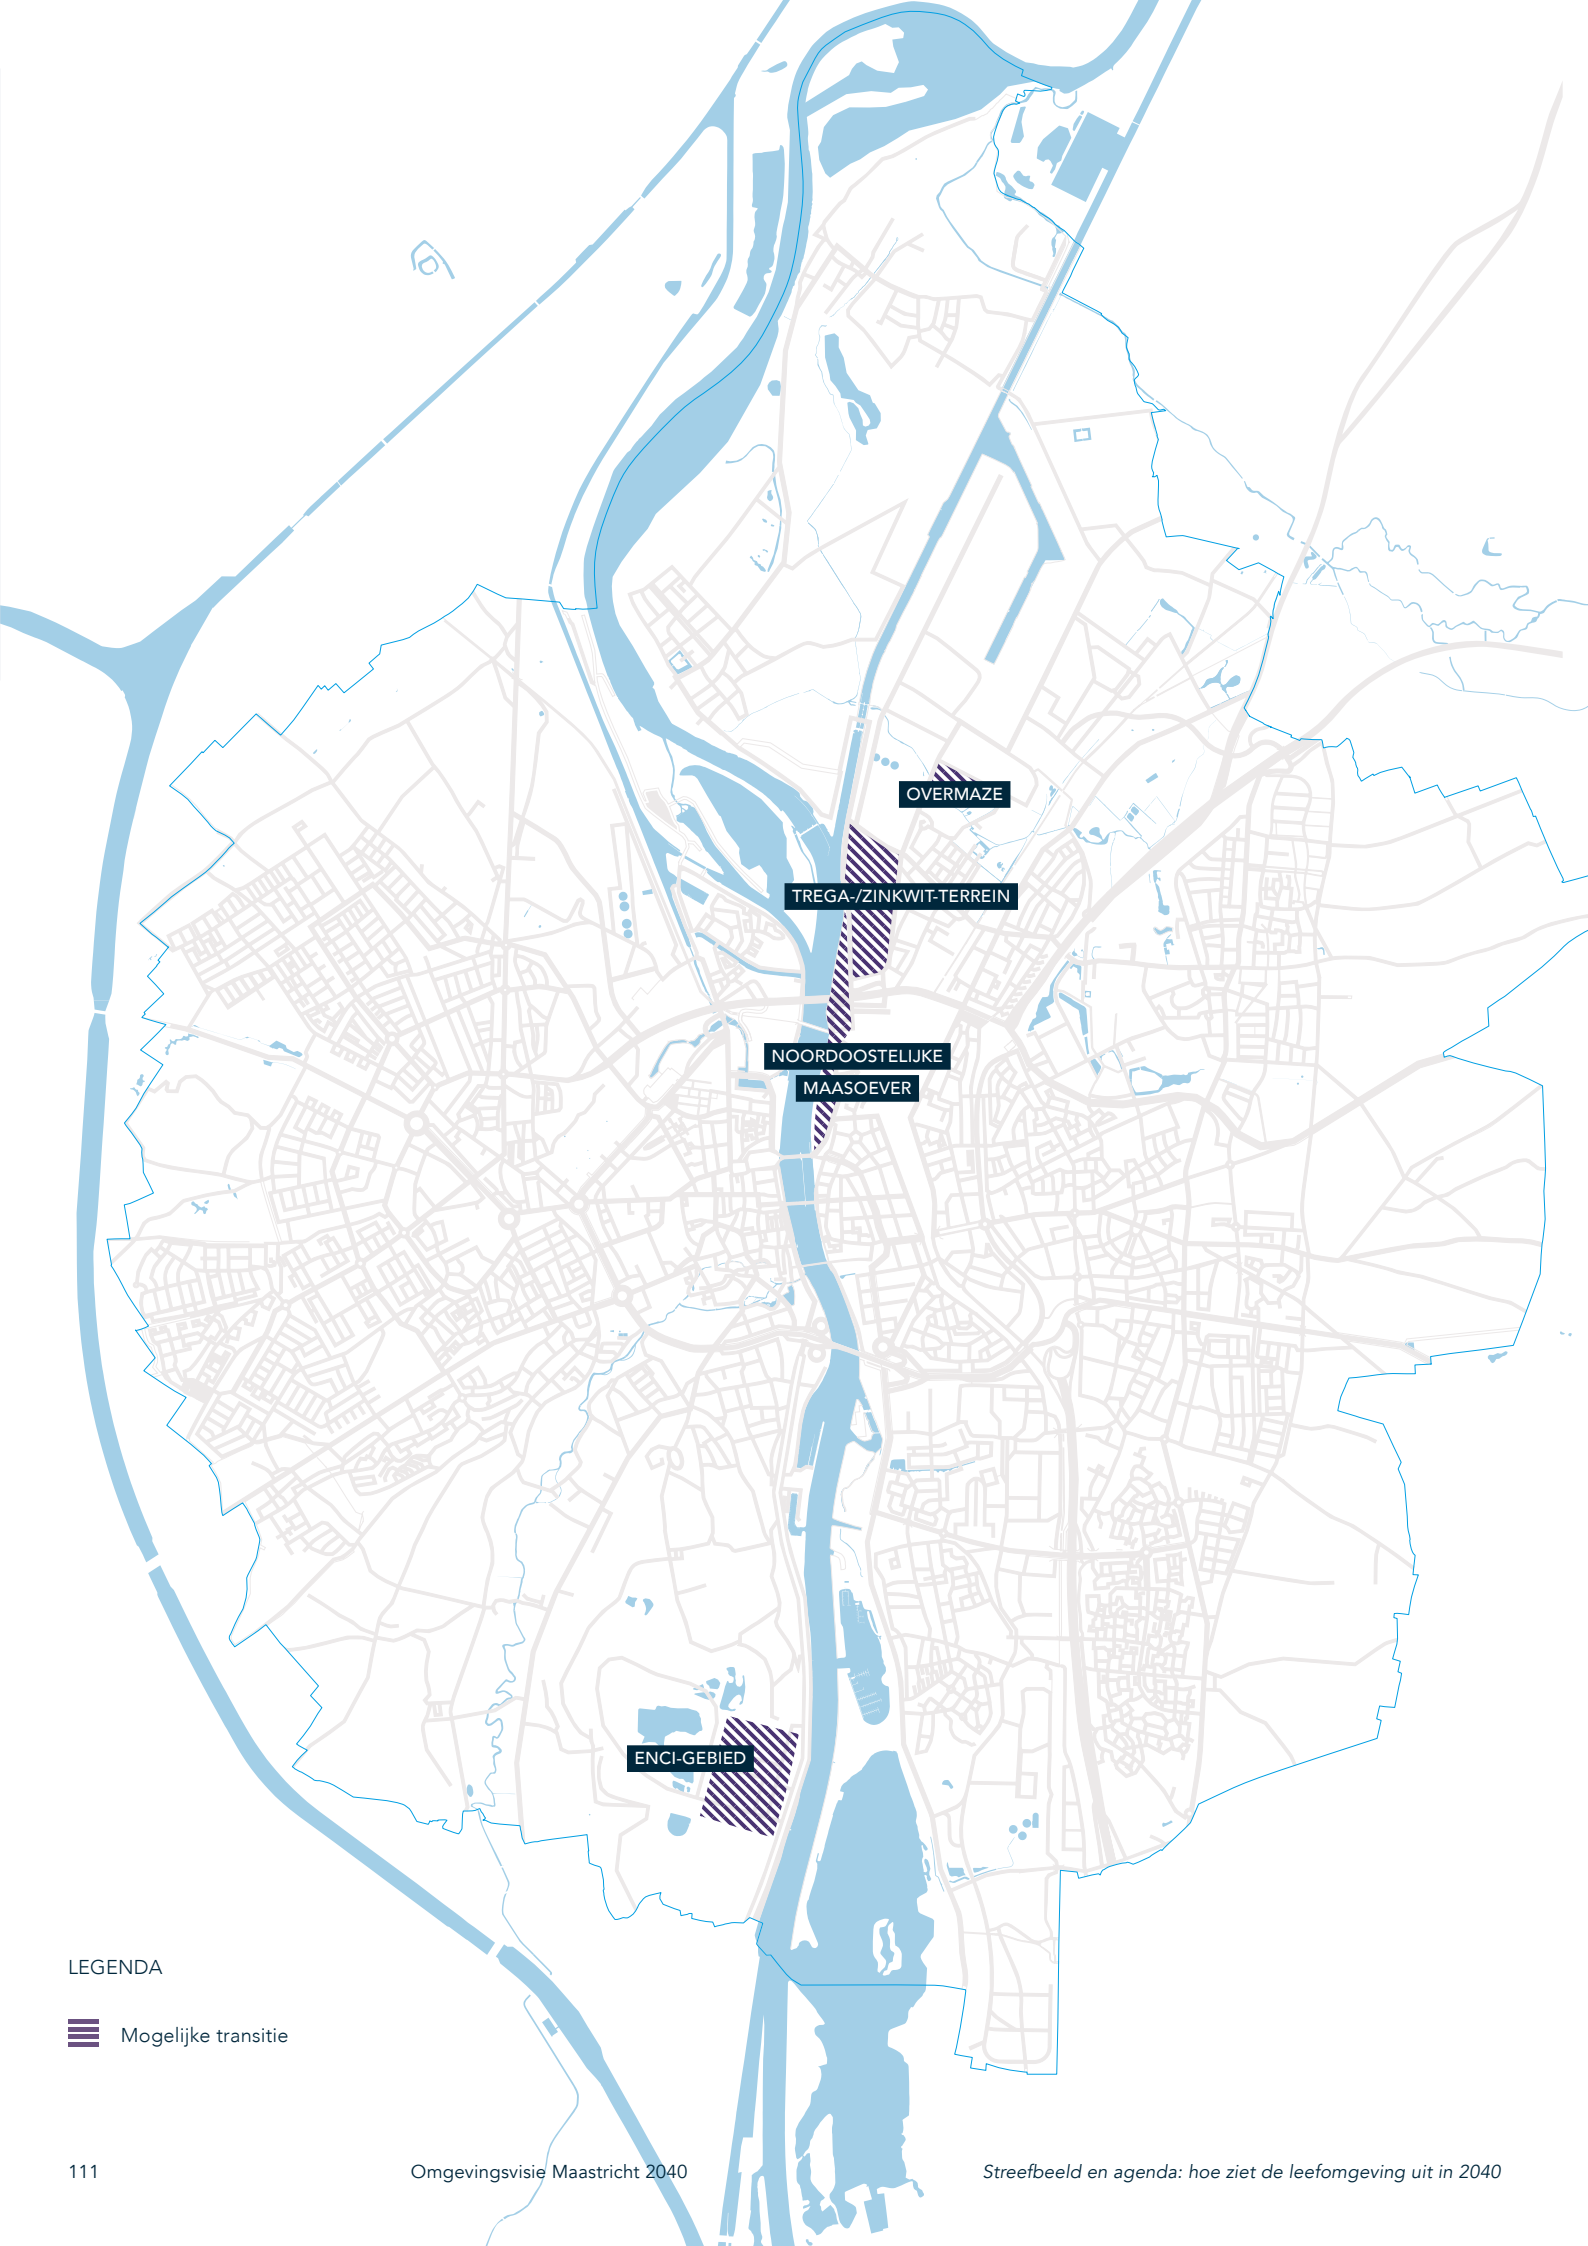 OVERMAZE
TREGA-/ZINKWIT-TERREIN
NOORDOOSTELIJKE
MAASOEVER
ENCI-GEBIED
LEGENDA
Mogelijke transitie
111
Omgevingsvisie Maastricht 2040
Streefbeeld en agenda: hoe ziet de leefomgeving uit in 2040